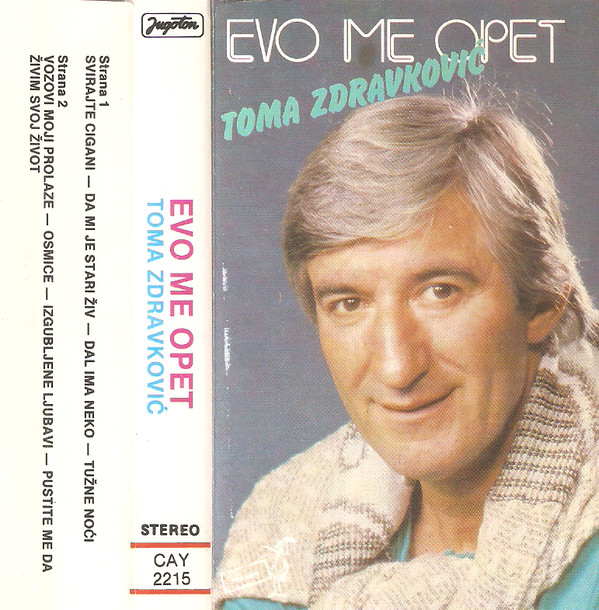 Strana 1
SVIRAJTE CIGANI — DA MI JE STARI ŽIV — DAL IMA NEKO — TUŽNE NOĆI
Strana 2
VOZOVI MOJI PROLAZE — OSMICE — IZGUBLJENE LJUBAVI — PUSTITE ME DA
ŽIVIM SVOJ ŽIVOT
Jugoton
EVO ME OPET
TOMA ZDRAVKOVIĆ
STEREO
CAY
2215
EVO ME OPET
TOMA ZDRAVKOVIĆ